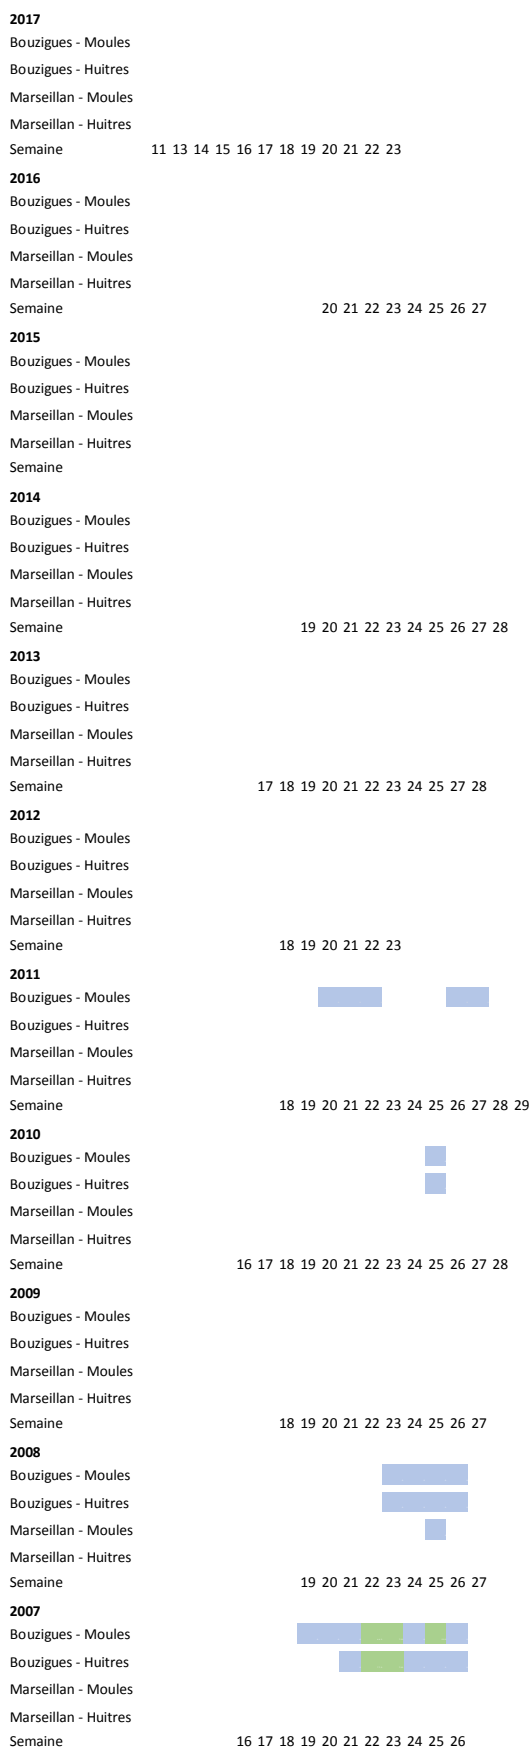 2017
Bouzigues - Moules
Bouzigues - Huitres
Marseillan - Moules
Marseillan - Huitres
Semaine 11 13 14 15 16 17 18 19 20 21 22 23
2016
Bouzigues - Moules
Bouzigues - Huitres
Marseillan - Moules
Marseillan - Huitres
Semaine 20 21 22 23 24 25 26 27
2015
Bouzigues - Moules
Bouzigues - Huitres
Marseillan - Moules
Marseillan - Huitres
Semaine
2014
Bouzigues - Moules
Bouzigues - Huitres
Marseillan - Moules
Marseillan - Huitres
Semaine 19 20 21 22 23 24 25 26 27 28
2013
Bouzigues - Moules
Bouzigues - Huitres
Marseillan - Moules
Marseillan - Huitres
Semaine 17 18 19 20 21 22 23 24 25 27 28
2012
Bouzigues - Moules
Bouzigues - Huitres
Marseillan - Moules
Marseillan - Huitres
Semaine 18 19 20 21 22 23
2011
Bouzigues - Moules
Bouzigues - Huitres
Marseillan - Moules
Marseillan - Huitres
Semaine 18 19 20 21 22 23 24 25 26 27 28 29
2010
Bouzigues - Moules
Bouzigues - Huitres
Marseillan - Moules
Marseillan - Huitres
Semaine 16 17 18 19 20 21 22 23 24 25 26 27 28
2009
Bouzigues - Moules
Bouzigues - Huitres
Marseillan - Moules
Marseillan - Huitres
Semaine 18 19 20 21 22 23 24 25 26 27
2008
Bouzigues - Moules
Bouzigues - Huitres
Marseillan - Moules
Marseillan - Huitres
Semaine 19 20 21 22 23 24 25 26 27
2007
Bouzigues - Moules
Bouzigues - Huitres
Marseillan - Moules
Marseillan - Huitres
Semaine 16 17 18 19 20 21 22 23 24 25 26